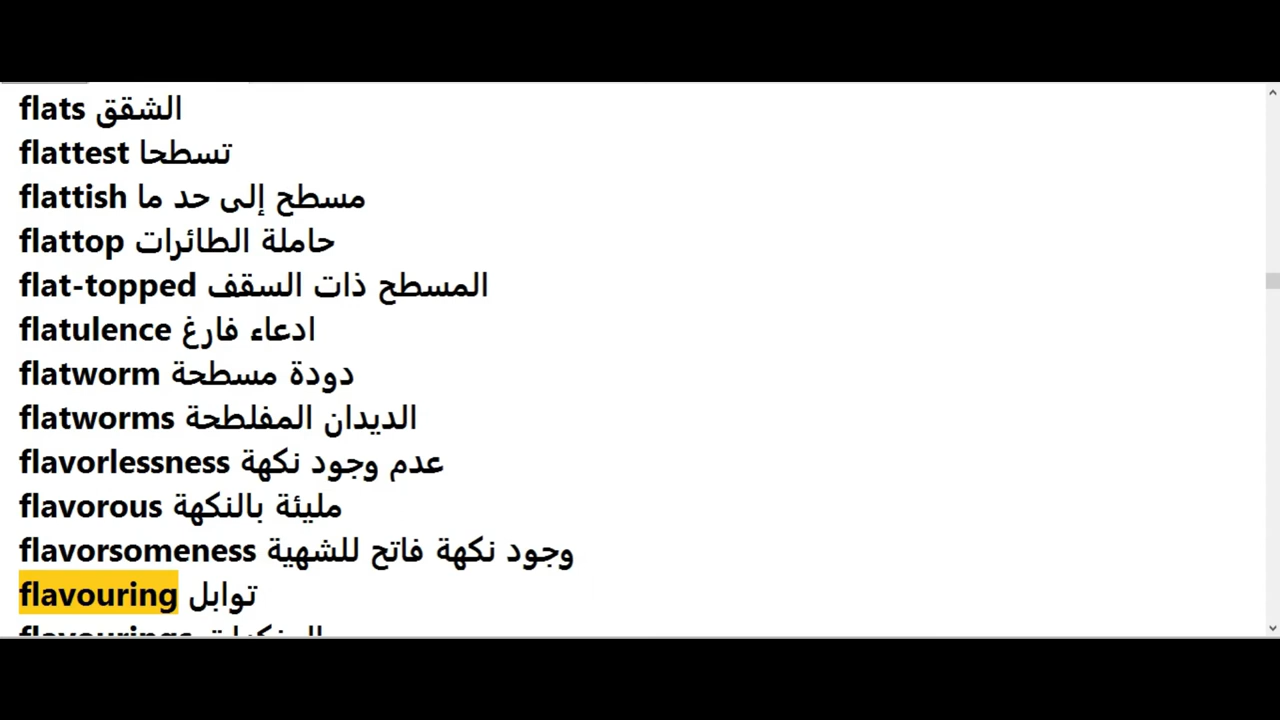 flats الشقق
flattest تسطحا
flattish مسطح إلى حد ما
flattop حاملة الطائرات
flat-topped المسطح ذات السقف
flatulence ادعاء فارغ
flatworm دودة مسطحة
flatworms الديدان المفلطحة
flavorlessness عدم وجود نكهة
flavorous مليئة بالنكهة
flavorsomeness وجود نكهة فاتح للشهية
flavouring توابل
flavourings